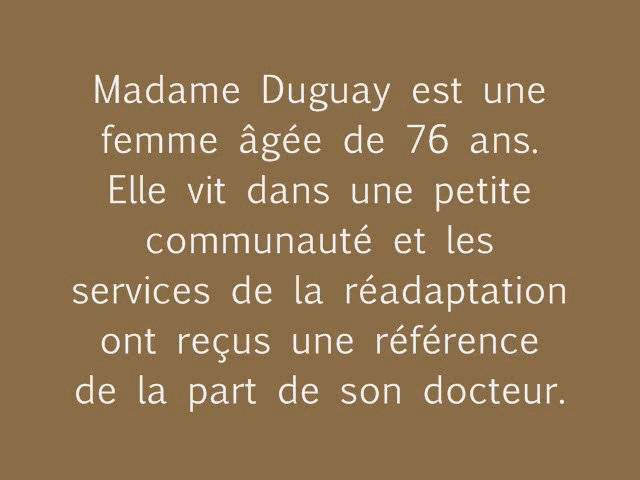 Madame Duguay est une
femme âgée de 76 ans.
Elle vit dans une petite
communauté et les
services de la réadaptation
ont reçus une référence
de la part de son docteur.